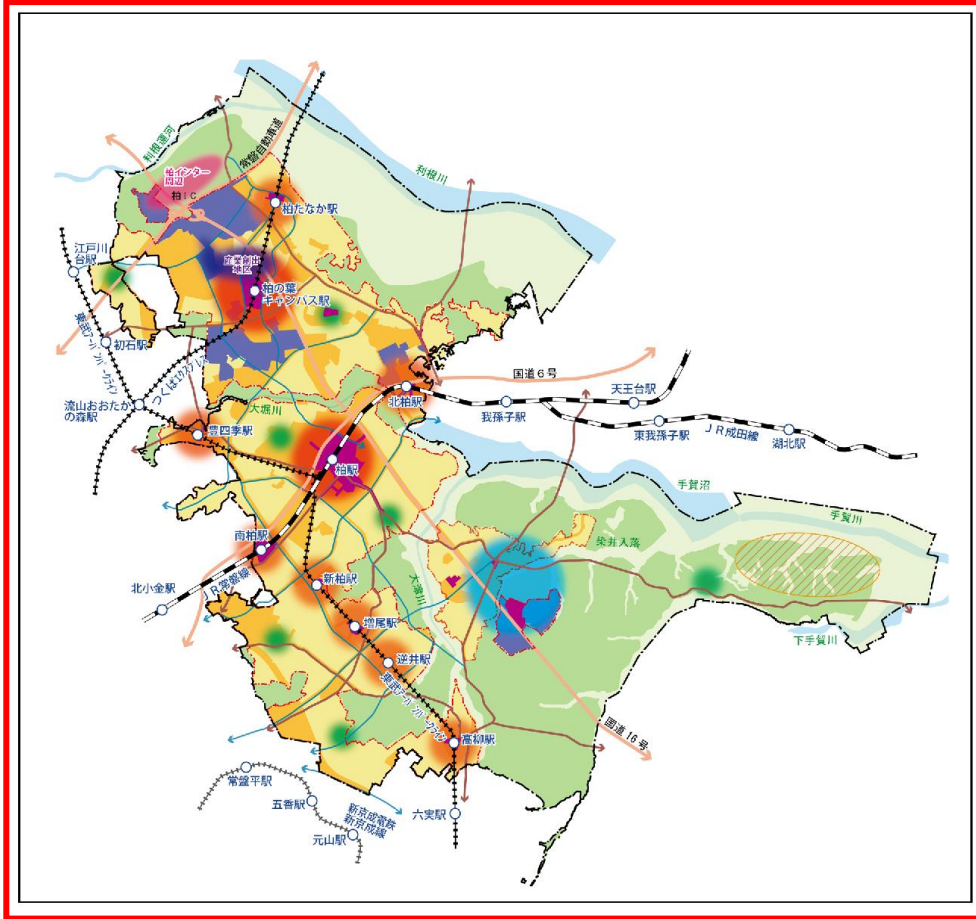 利根運河
常磐自動車道
柏インター
周辺
柏IC
利根川
柏たなか駅
江戸川
台駅
産業創出
地区
柏の葉
キャンパス駅
東武アーバンパークライン
初石駅
つくばエクスプレス
国道6号
天王台駅
流山おおたか
の森駅
大堀川
北柏駅
我孫子駅
東我孫子駅
JR成田線
湖北駅
豊四季駅
柏駅
手賀沼
手賀川
南柏駅
染井入落
北小金駅
JR常磐線
新柏駅
大津川
増尾駅
下手賀川
逆井駅
東武アーバンパークライン
高柳駅
国道16号
常盤平駅
五香駅
新京成電鉄
新京成線
六実駅
元山駅